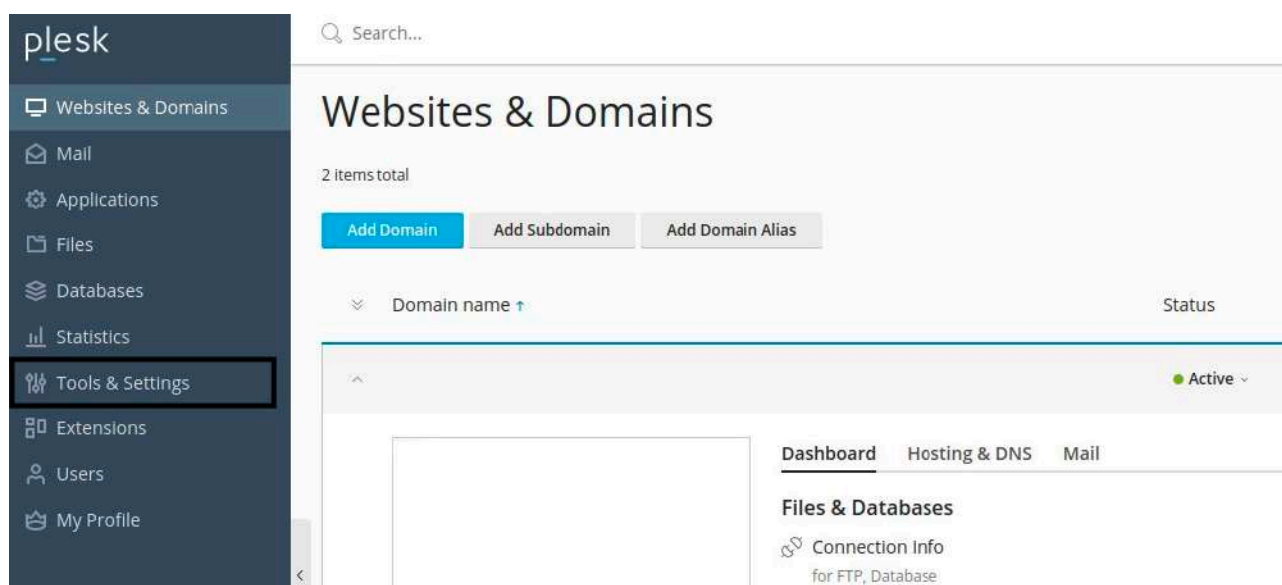 plesk
Search...
Websites & Domains
Mail
Applications
Files
Databases
Statistics
Tools & Settings
Extensions
Users
My Profile
Websites & Domains
2 items total
Add Domain Add Subdomain Add Domain Alias
Domain name ↑ Status
Active
Dashboard Hosting & DNS Mail
Files & Databases
Connection Info
for FTP, Database